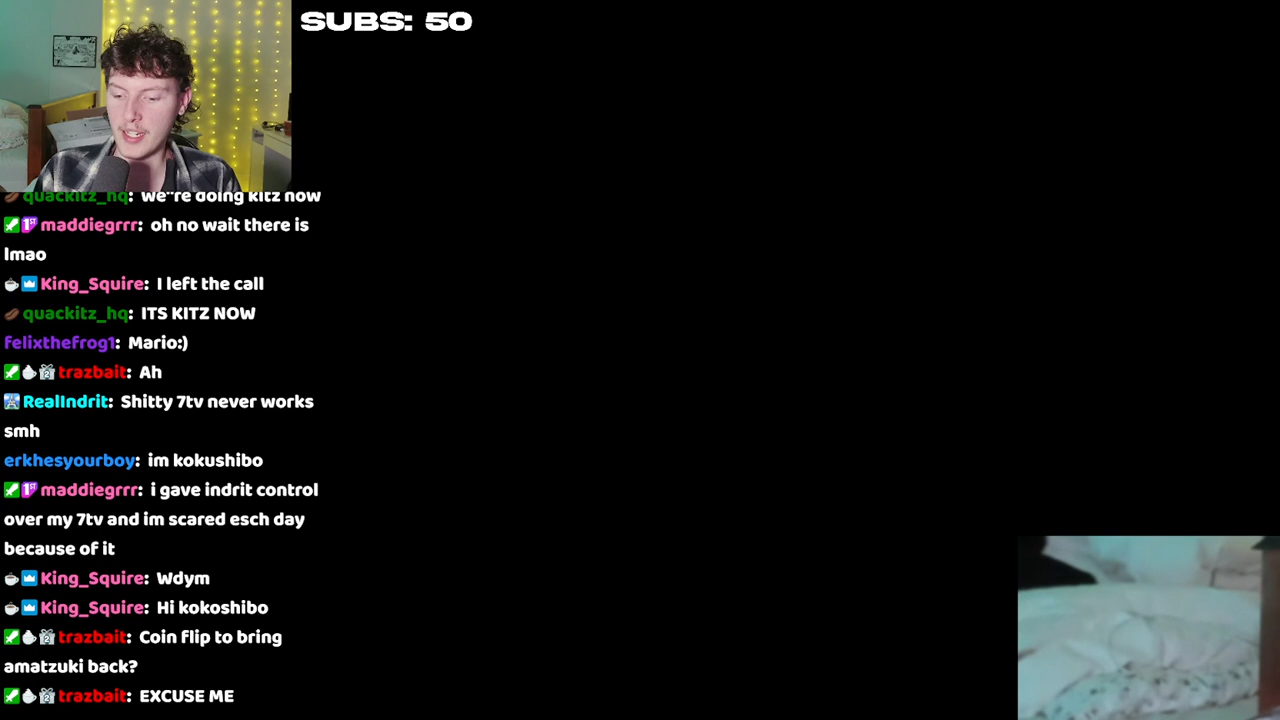 SUBS: 50
quackitz_hq: we're doing kitz now
maddiegrrr: oh no wait there is
lmao
King_Squire: I left the call
quackitz_hq: ITS KITZ NOW
felixthefrog1: Mario:)
trazbait: Ah
RealIndrit: Shitty 7tv never works
smh
erkhesyourboy: im kokushibo
maddiegrrr: i gave indrit control
over my 7tv and im scared esch day
because of it
King_Squire: Wdym
King_Squire: Hi kokoshibo
trazbait: Coin flip to bring
amatzuki back?
trazbait: EXCUSE ME